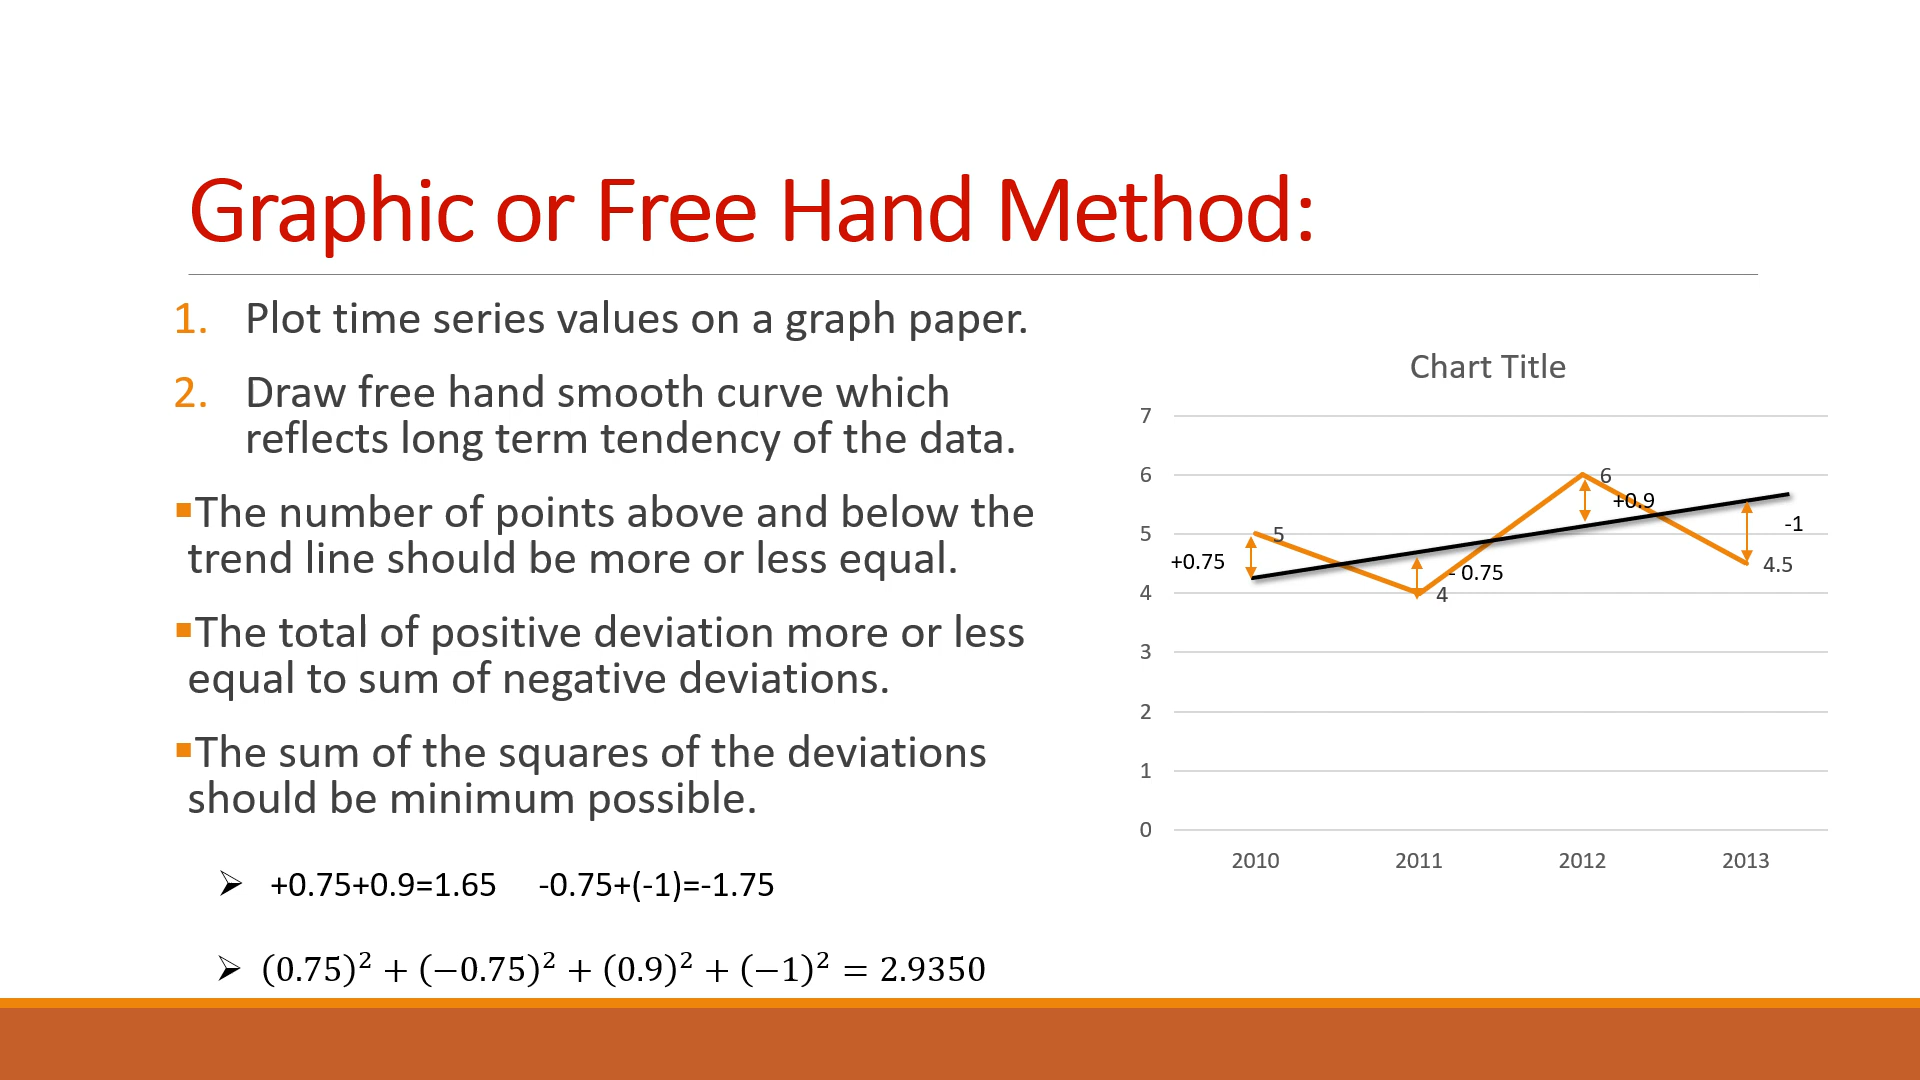 Graphic or Free Hand Method:
1. Plot time series values on a graph paper.
2. Draw free hand smooth curve which
reflects long term tendency of the data.
▪The number of points above and below the
trend line should be more or less equal.
▪The total of positive deviation more or less
equal to sum of negative deviations.
▪The sum of the squares of the deviations
should be minimum possible.
➢ +0.75+0.9=1.65 -0.75+(-1)=-1.75
➢ (0.75)² + (−0.75)² + (0.9)² + (−1)² = 2.9350
Chart Title
7
6
5
4
3
2
1
0
5
4
6
4.5
+0.75
- 0.75
+0.9
-1
2010 2011 2012 2013